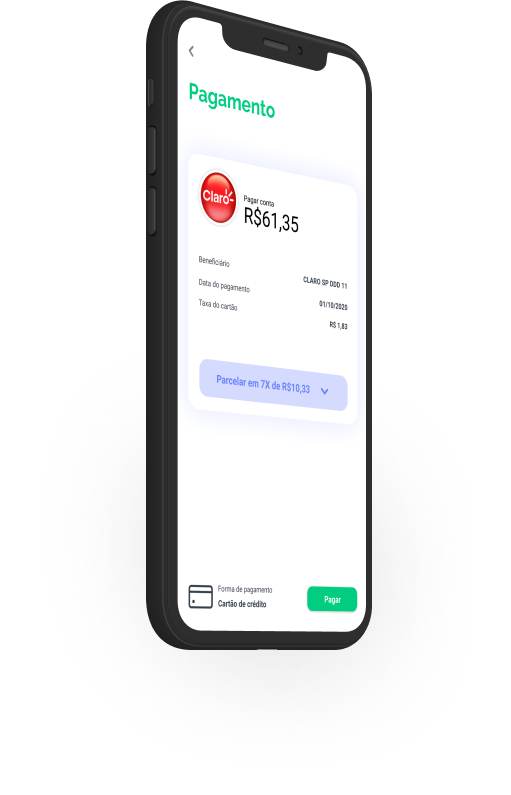 Pagamento
Claro-
Pagar conta
R$61,35
Beneficiário
CLARO SP DDD 11
Data do pagamento
01/10/2020
Taxa do cartão
R$ 1,83
Parcelar em 7X de R$10,33
Forma de pagamento
Cartão de crédito
Pagar